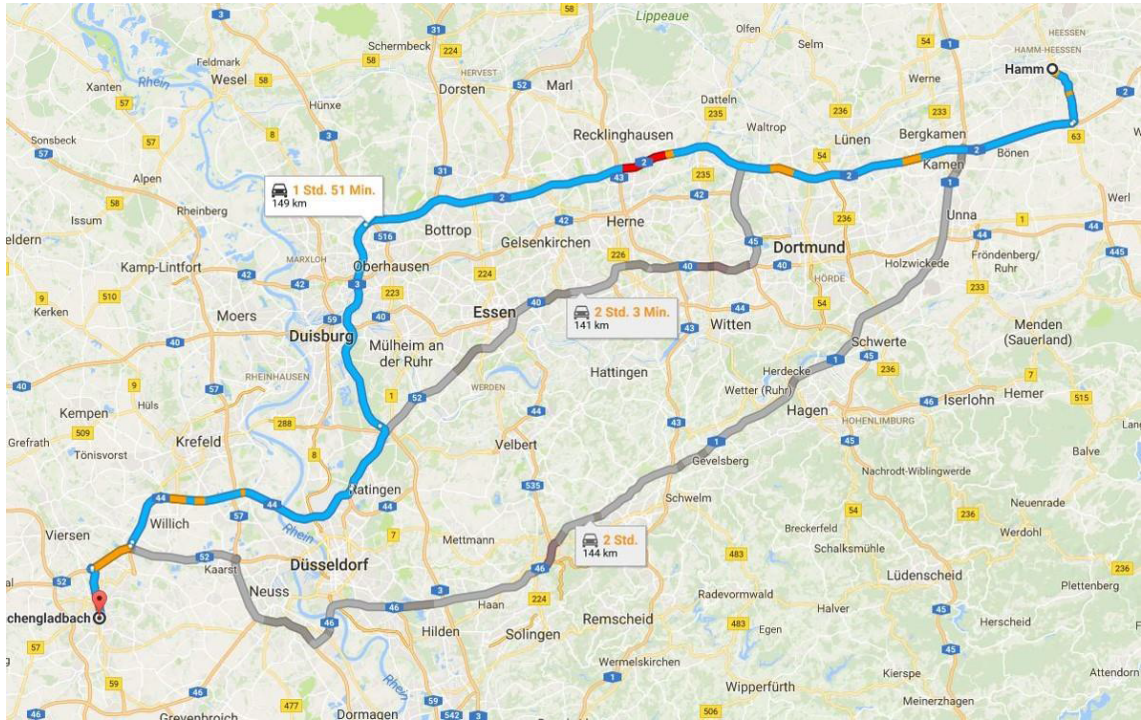 Lippeaue
Olfen
Selm
HEESSEN
HAMM-HEESSEN
Schermbeck
Feldmark
Wesel
Xanten
HERVEST
Dorsten
Marl
Hamm
Werne
Hünxe
Datteln
Waltrop
Lünen
Bergkamen
Sonsbeck
Recklinghausen
Bönen
Kamen
Alpen
1 Std. 51 Min.
149 km
Werl
Issum
Rheinberg
Bottrop
Herne
Unna
Gelsenkirchen
Dortmund
eldern
Kamp-Lintfort
MARXLOH
Oberhausen
HÖRDE
Holzwickede
Fröndenberg/
Ruhr
Kerken
Moers
Essen
2 Std. 3 Min.
141 km
Witten
Menden
(Sauerland)
Duisburg
Mülheim an
der Ruhr
Schwerte
Hattingen
Herdecke
RHEINHAUSEN
WERDEN
Wetter (Ruhr)
Hemer
Iserlohn
Kempen
Hüls
Hagen
HOHENLIMBURG
Grefrath
Krefeld
Velbert
Tönisvorst
Gevelsberg
Balve
Nachrodt-Wiblingwerde
Ratingen
Schwelm
Neuenrade
Willich
Breckerfeld
Werdohl
Viersen
Rhein
Mettmann
2 Std.
144 km
Schalksmühle
Kaarst
Düsseldorf
Lüdenscheid
Plettenberg
Neuss
Haan
Radevormwald
chengladbach
Hilden
Solingen
Remscheid
Halver
Herscheid
Egen
Wermelskirchen
Kierspe
Attendorn
Rhein
Wipperfürth
Meinerzhagen
Grevenbroich
Dormagen